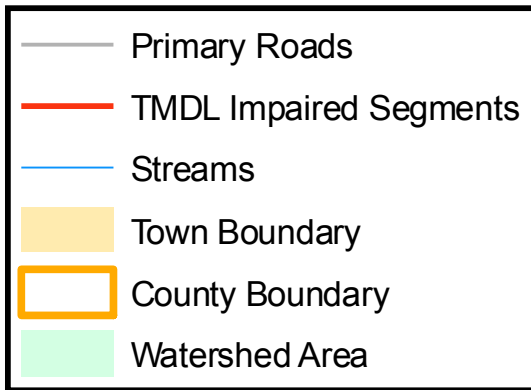 Primary Roads
TMDL Impaired Segments
Streams
Town Boundary
County Boundary
Watershed Area